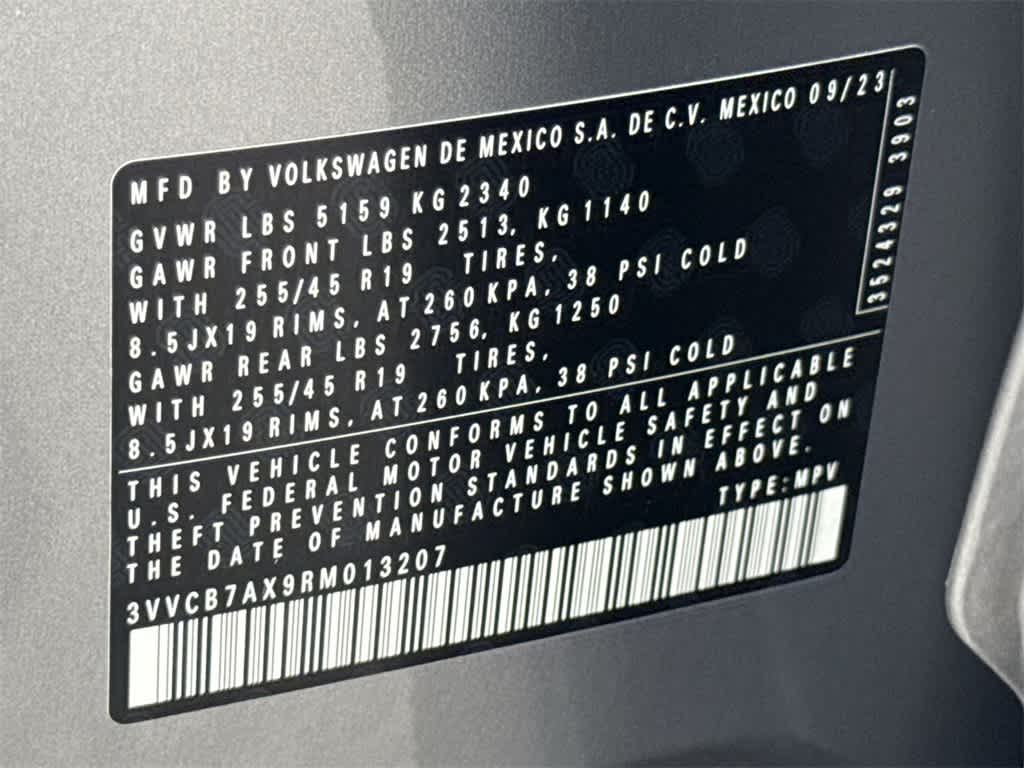 MFD BY VOLKSWAGEN DE MEXICO S.A. DE C.V. MEXICO 09/23
GVWR LBS 5159 KG 2340
GAWR FRONT LBS 2513, KG 1140
WITH 255/45 R19 TIRES,
8.5JX19 RIMS, AT 260 KPA, 38 PSI COLD
GAWR REAR LBS 2756, KG 1250
WITH 255/45 R19 TIRES,
8.5JX19 RIMS, AT 260 KPA, 38 PSI COLD
3524329 3903
THIS VEHICLE CONFORMS TO ALL APPLICABLE
U.S. FEDERAL MOTOR VEHICLE SAFETY AND
THEFT PREVENTION STANDARDS IN EFFECT ON
THE DATE OF MANUFACTURE SHOWN ABOVE.
TYPE:MPV
3VVCB7AX9RM013207